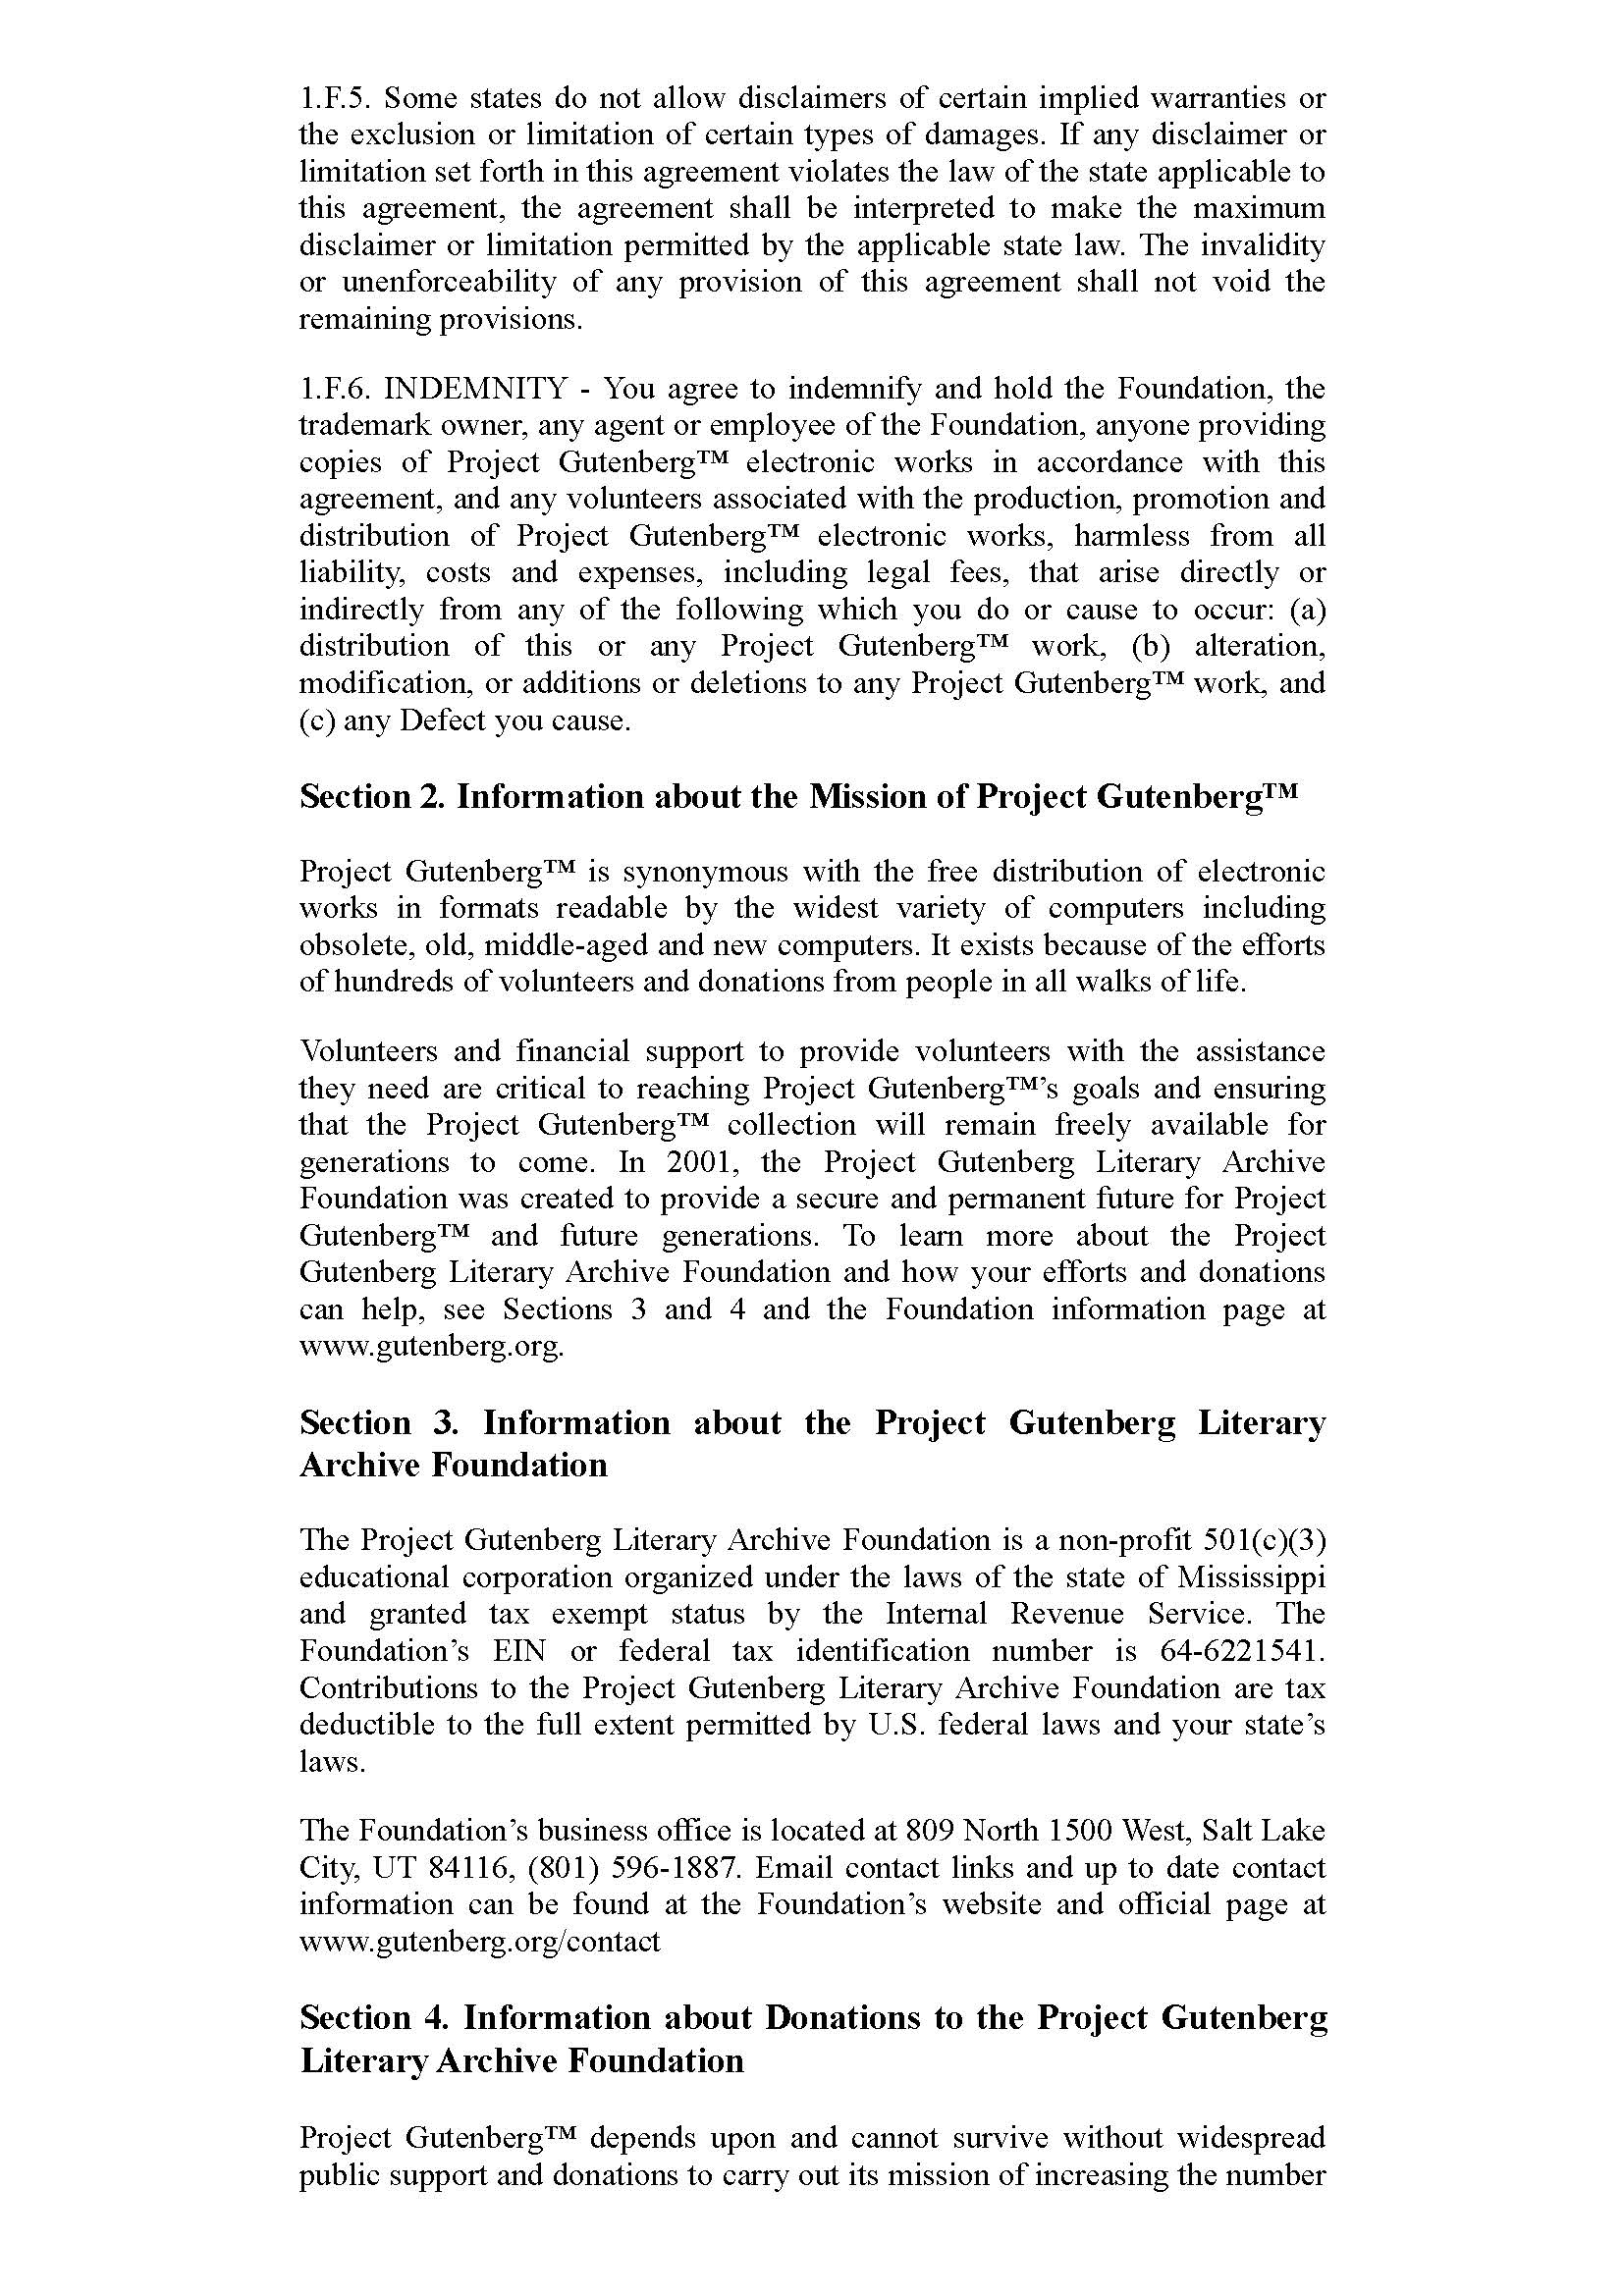 1.F.5. Some states do not allow disclaimers of certain implied warranties or
the exclusion or limitation of certain types of damages. If any disclaimer or
limitation set forth in this agreement violates the law of the state applicable to
this agreement, the agreement shall be interpreted to make the maximum
disclaimer or limitation permitted by the applicable state law. The invalidity
or unenforceability of any provision of this agreement shall not void the
remaining provisions.
1.F.6. INDEMNITY - You agree to indemnify and hold the Foundation, the
trademark owner, any agent or employee of the Foundation, anyone providing
copies of Project Gutenberg™ electronic works in accordance with this
agreement, and any volunteers associated with the production, promotion and
distribution of Project Gutenberg™ electronic works, harmless from all
liability, costs and expenses, including legal fees, that arise directly or
indirectly from any of the following which you do or cause to occur: (a)
distribution of this or any Project Gutenberg™ work, (b) alteration,
modification, or additions or deletions to any Project Gutenberg™ work, and
(c) any Defect you cause.
Section 2. Information about the Mission of Project Gutenberg™
Project Gutenberg™ is synonymous with the free distribution of electronic
works in formats readable by the widest variety of computers including
obsolete, old, middle-aged and new computers. It exists because of the efforts
of hundreds of volunteers and donations from people in all walks of life.
Volunteers and financial support to provide volunteers with the assistance
they need are critical to reaching Project Gutenberg™’s goals and ensuring
that the Project Gutenberg™ collection will remain freely available for
generations to come. In 2001, the Project Gutenberg Literary Archive
Foundation was created to provide a secure and permanent future for Project
Gutenberg™ and future generations. To learn more about the Project
Gutenberg Literary Archive Foundation and how your efforts and donations
can help, see Sections 3 and 4 and the Foundation information page at
www.gutenberg.org.
Section 3. Information about the Project Gutenberg Literary
Archive Foundation
The Project Gutenberg Literary Archive Foundation is a non-profit 501(c)(3)
educational corporation organized under the laws of the state of Mississippi
and granted tax exempt status by the Internal Revenue Service. The
Foundation’s EIN or federal tax identification number is 64-6221541.
Contributions to the Project Gutenberg Literary Archive Foundation are tax
deductible to the full extent permitted by U.S. federal laws and your state’s
laws.
The Foundation’s business office is located at 809 North 1500 West, Salt Lake
City, UT 84116, (801) 596-1887. Email contact links and up to date contact
information can be found at the Foundation’s website and official page at
www.gutenberg.org/contact
Section 4. Information about Donations to the Project Gutenberg
Literary Archive Foundation
Project Gutenberg™ depends upon and cannot survive without widespread
public support and donations to carry out its mission of increasing the number